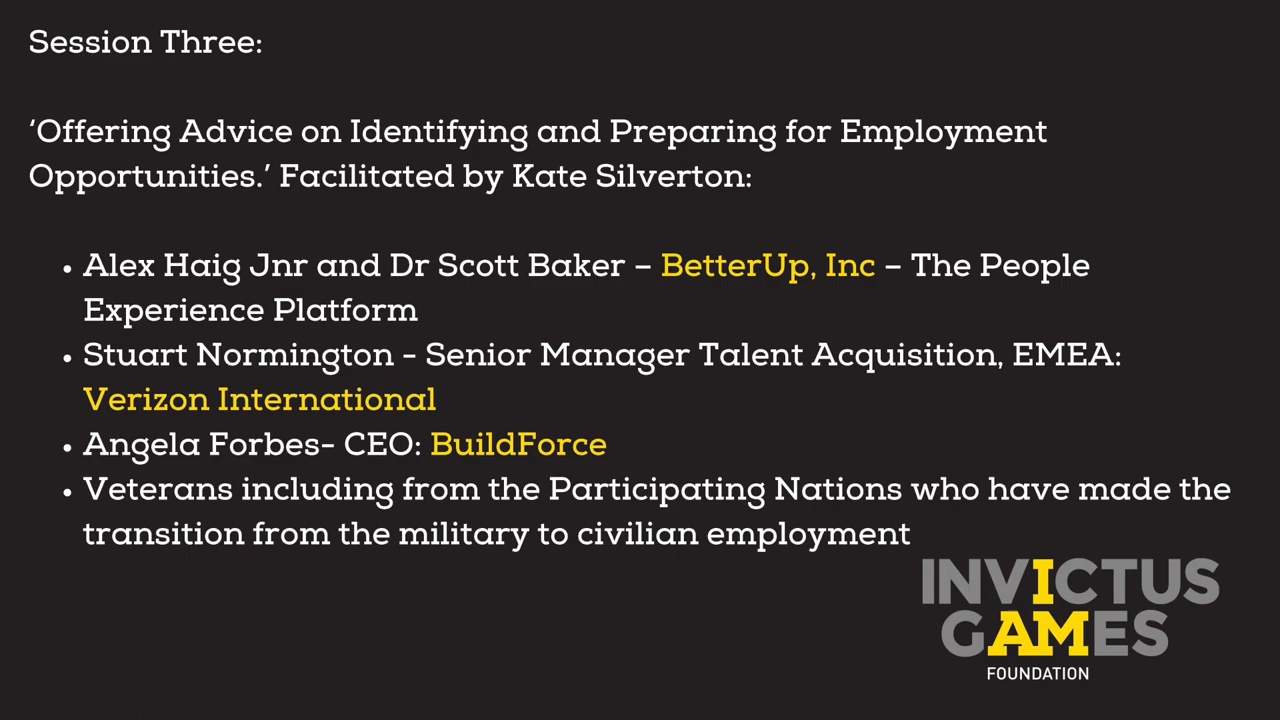 Session Three:
‘Offering Advice on Identifying and Preparing for Employment
Opportunities.’ Facilitated by Kate Silverton:
• Alex Haig Jnr and Dr Scott Baker – BetterUp, Inc – The People
Experience Platform
• Stuart Normington - Senior Manager Talent Acquisition, EMEA:
Verizon International
• Angela Forbes- CEO: BuildForce
• Veterans including from the Participating Nations who have made the
transition from the military to civilian employment
INVICTUS
GAMES
FOUNDATION